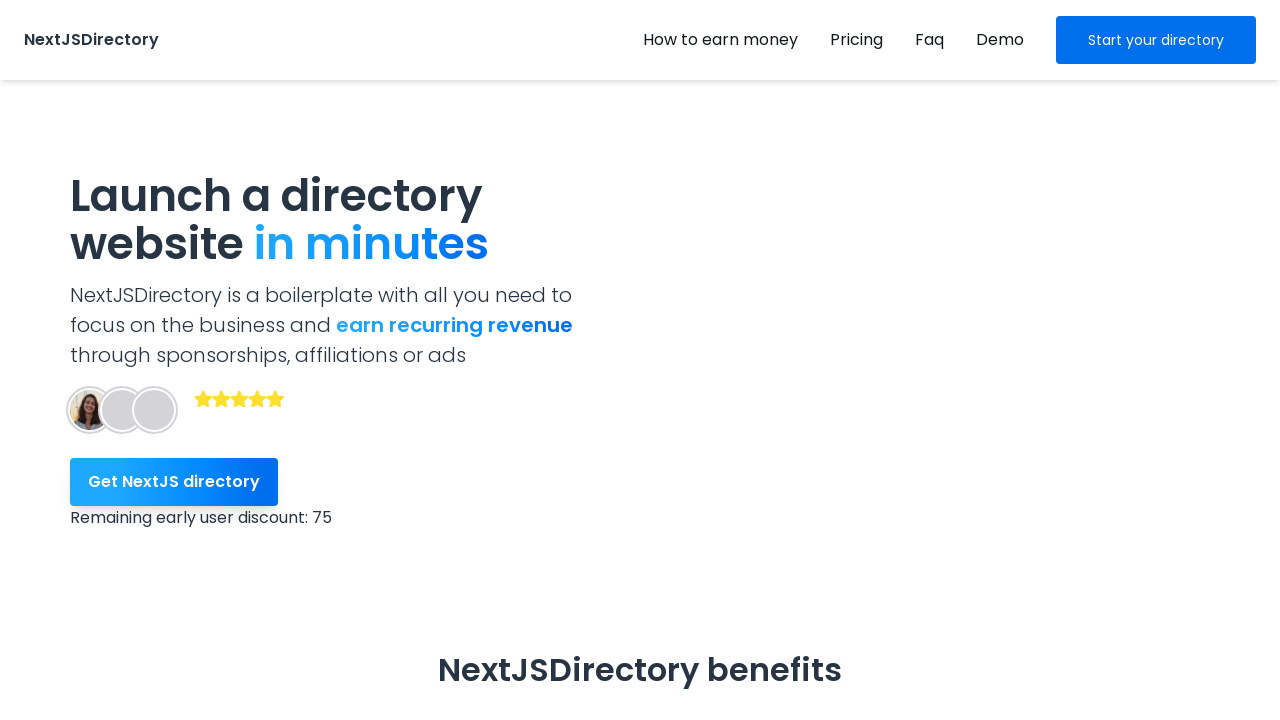 NextJSDirectory
How to earn money
Pricing
Faq
Demo
Start your directory
Launch a directory
website in minutes
NextJSDirectory is a boilerplate with all you need to
focus on the business and earn recurring revenue
through sponsorships, affiliations or ads
Get NextJS directory
Remaining early user discount: 75
NextJSDirectory benefits